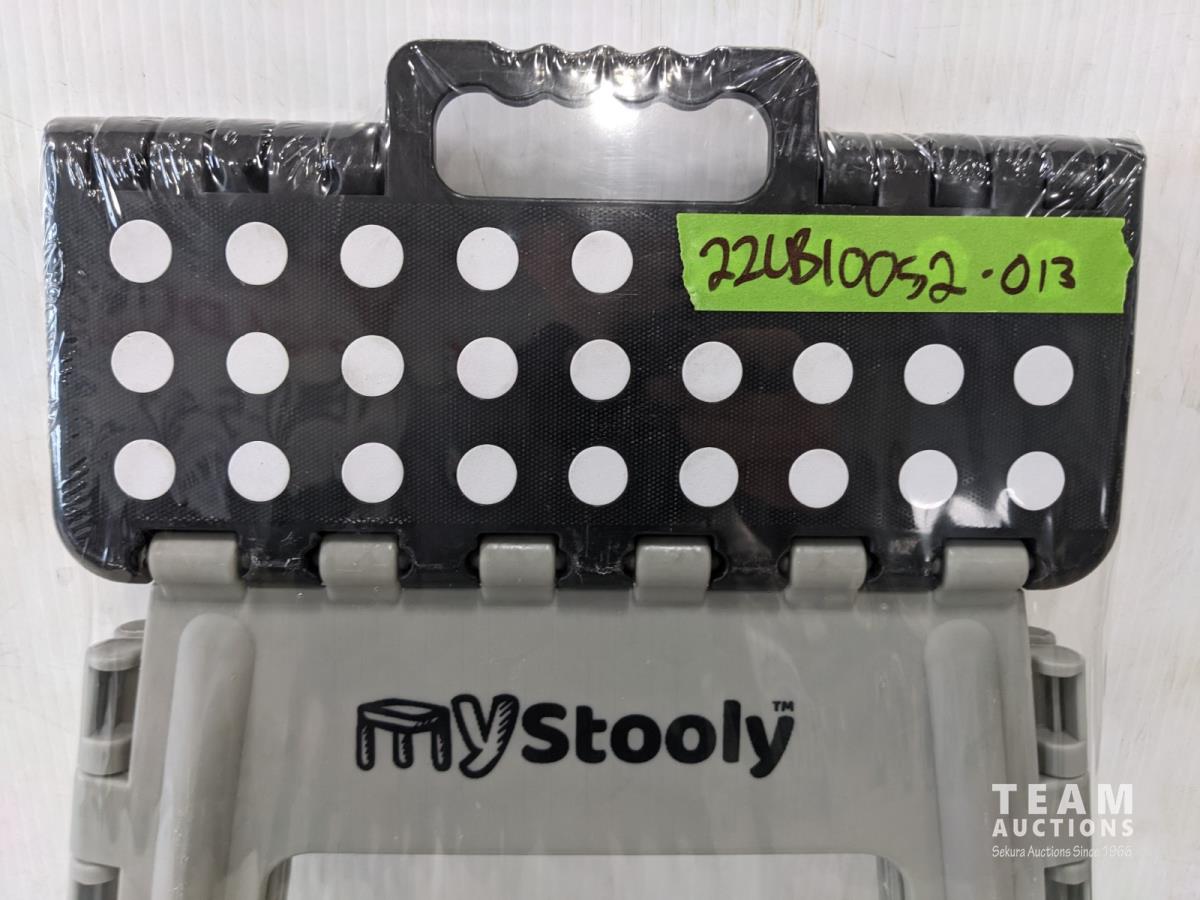 22UB10052-013
myStooly™
TEAM
AUCTIONS
Sekura Auctions Since 1966